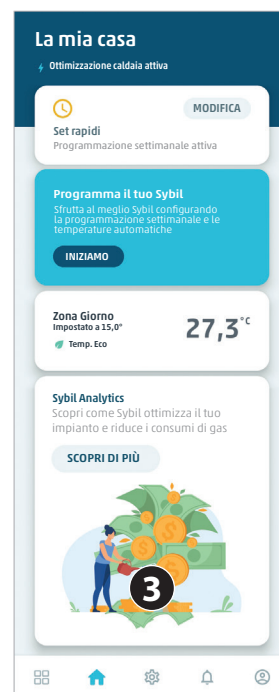 La mia casa
Ottimizzazione caldaia attiva
MODIFICA
Set rapidi
Programmazione settimanale attiva
Programma il tuo Sybil
Sfrutta al meglio Sybil configurando
la programmazione settimanale e le
temperature automatiche
INIZIAMO
Zona Giorno
Impostato a 15,0°
27,3°C
Temp. Eco
Sybil Analytics
Scopri come Sybil ottimizza il tuo
impianto e riduce i consumi di gas
SCOPRI DI PIÙ
3